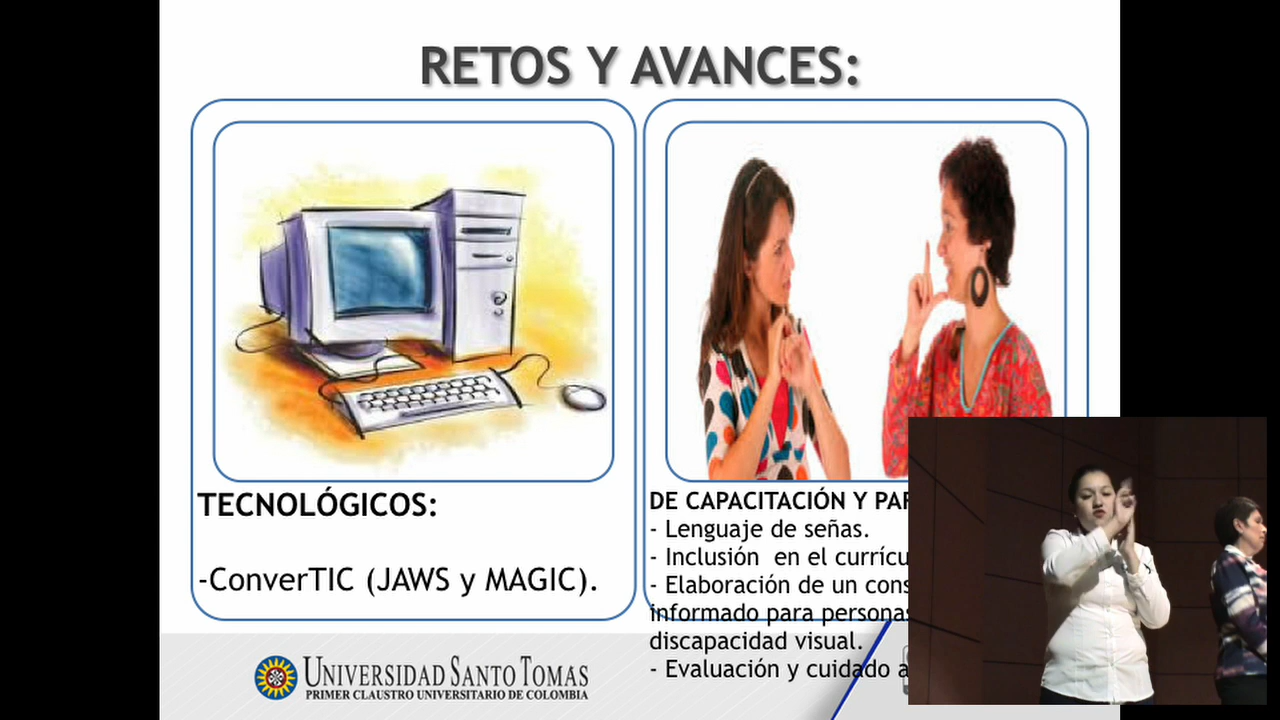 RETOS Y AVANCES:
TECNOLÓGICOS:
-ConverTIC (JAWS y MAGIC).
DE CAPACITACIÓN Y
- Lenguaje de señas.
- Inclusión en el
- Elaboración de un
informado para
discapacidad visual.
- Evaluación y cuidado
UNIVERSIDAD SANTO TOMAS
PRIMER CLAUSTRO UNIVERSITARIO DE COLOMBIA